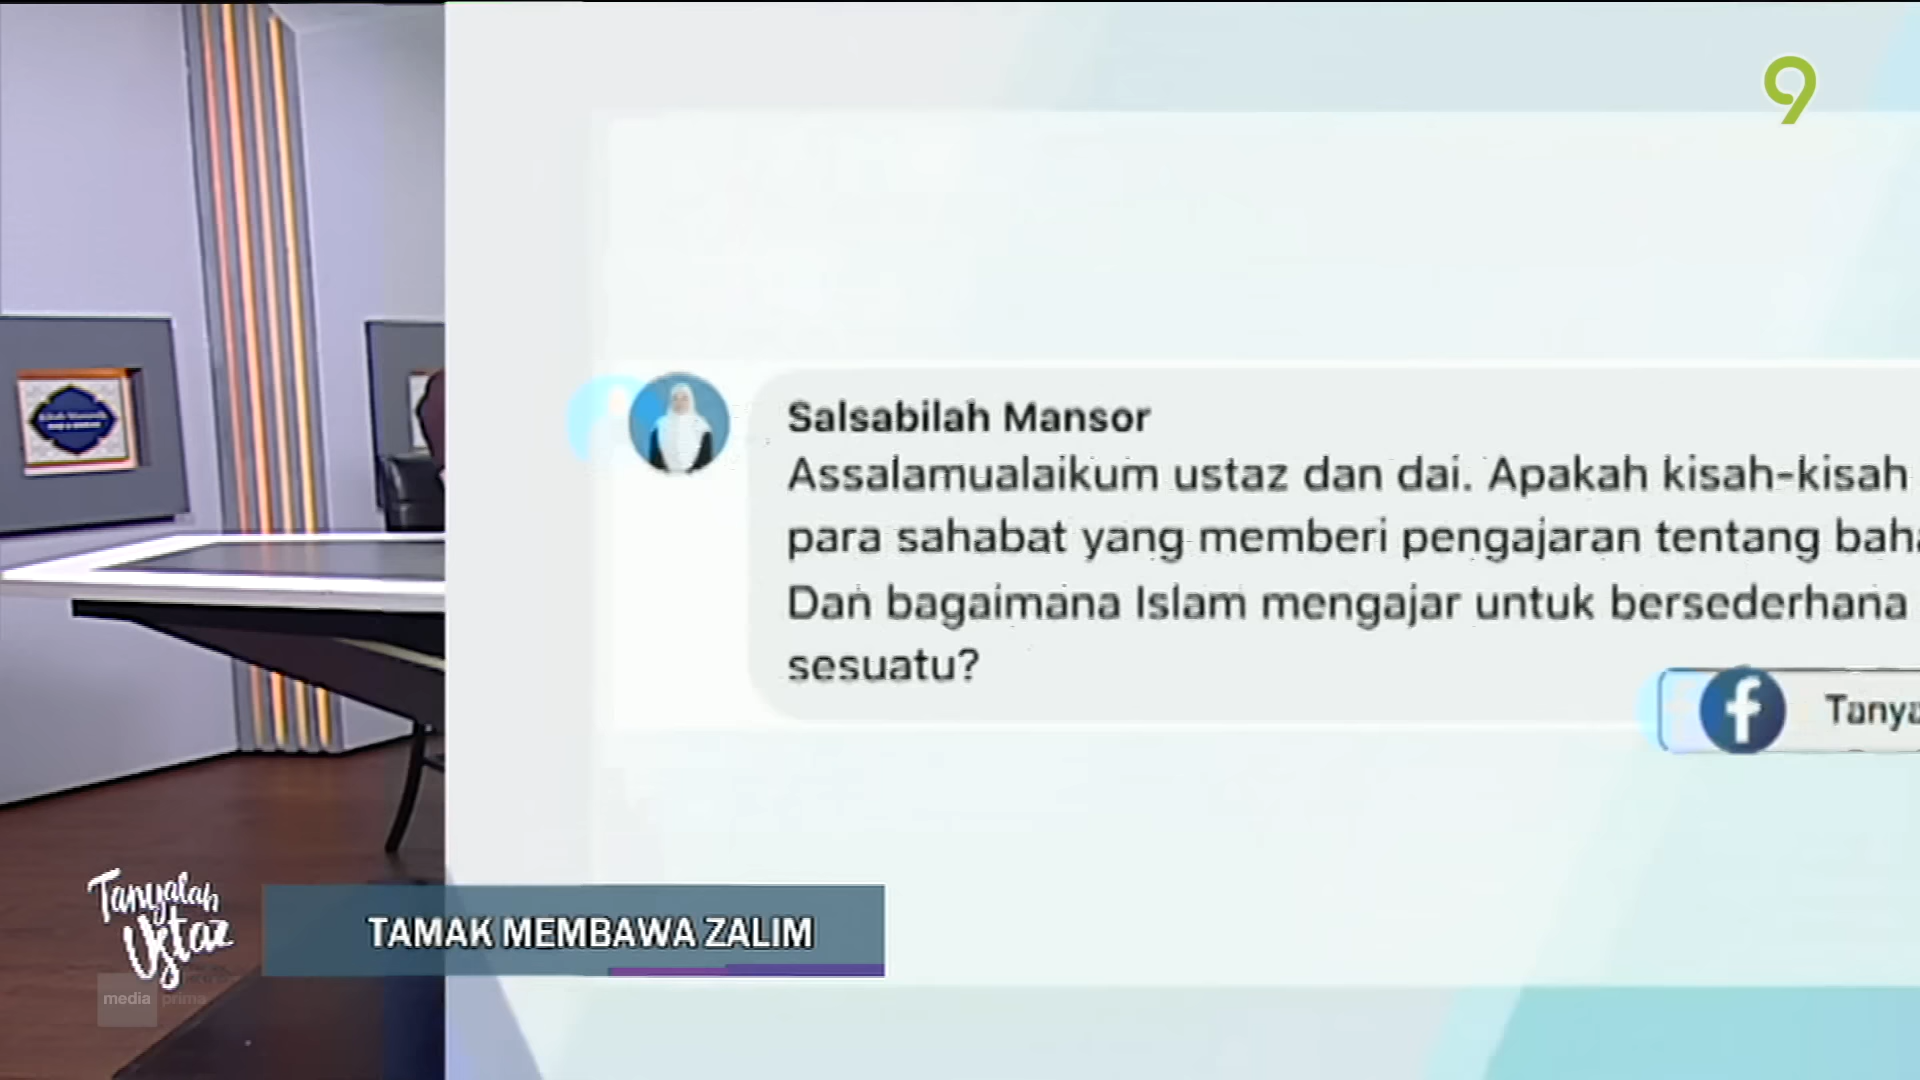 9
Salsabilah Mansor
Assalamualaikum ustaz dan dai. Apakah kisah-kisah
para sahabat yang memberi pengajaran tentang
Dan bagaimana Islam mengajar untuk bersederhana
sesuatu?
f
Tanyalah
Ustaz
TAMAK MEMBAWA ZALIM
media prima